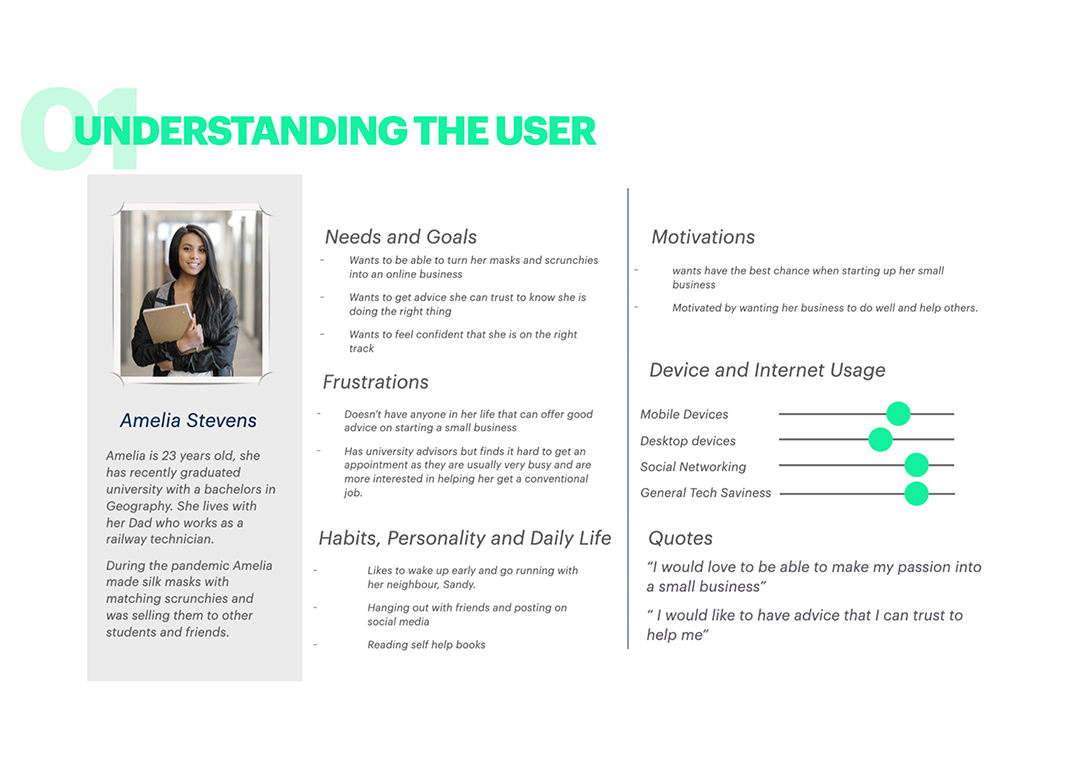 01
UNDERSTANDING THE USER
Amelia Stevens
Amelia is 23 years old, she
has recently graduated
university with a bachelors in
Geography. She lives with
her Dad who works as a
railway technician.
During the pandemic Amelia
made silk masks with
matching scrunchies and
was selling them to other
students and friends.
Needs and Goals
- Wants to be able to turn her masks and scrunchies
into an online business
- Wants to get advice she can trust to know she is
doing the right thing
- Wants to feel confident that she is on the right
track
Frustrations
- Doesn't have anyone in her life that can offer good
advice on starting a small business
- Has university advisors but finds it hard to get an
appointment as they are usually very busy and are
more interested in helping her get a conventional
job.
Habits, Personality and Daily Life
- Likes to wake up early and go running with
her neighbour, Sandy.
- Hanging out with friends and posting on
social media
- Reading self help books
Motivations
- wants have the best chance when starting up her small
business
- Motivated by wanting her business to do well and help others.
Device and Internet Usage
Mobile Devices
Desktop devices
Social Networking
General Tech Saviness
Quotes
“I would love to be able to make my passion into
a small business”
“ I would like to have advice that I can trust to
help me”